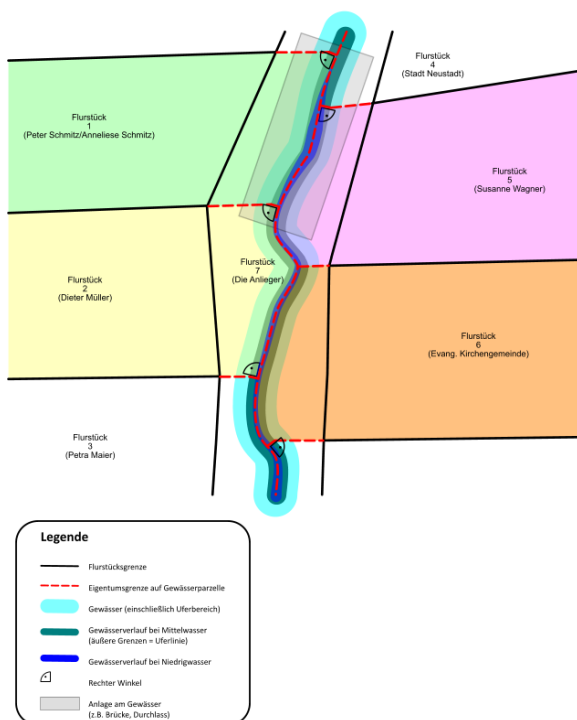 Flurstück
4
(Stadt Neustadt)
Flurstück
1
(Peter Schmitz/Anneliese Schmitz)
Flurstück
5
(Susanne Wagner)
Flurstück
7
(Die Anlieger)
Flurstück
2
(Dieter Müller)
Flurstück
6
(Evang. Kirchengemeinde)
Flurstück
3
(Petra Maier)
Legende
Flurstücksgrenze
Eigentumsgrenze auf Gewässerparzelle
Gewässer (einschließlich Uferbereich)
Gewässerverlauf bei Mittelwasser
(äußere Grenzen = Uferlinie)
Gewässerverlauf bei Niedrigwasser
Rechter Winkel
Anlage am Gewässer
(z.B. Brücke, Durchlass)